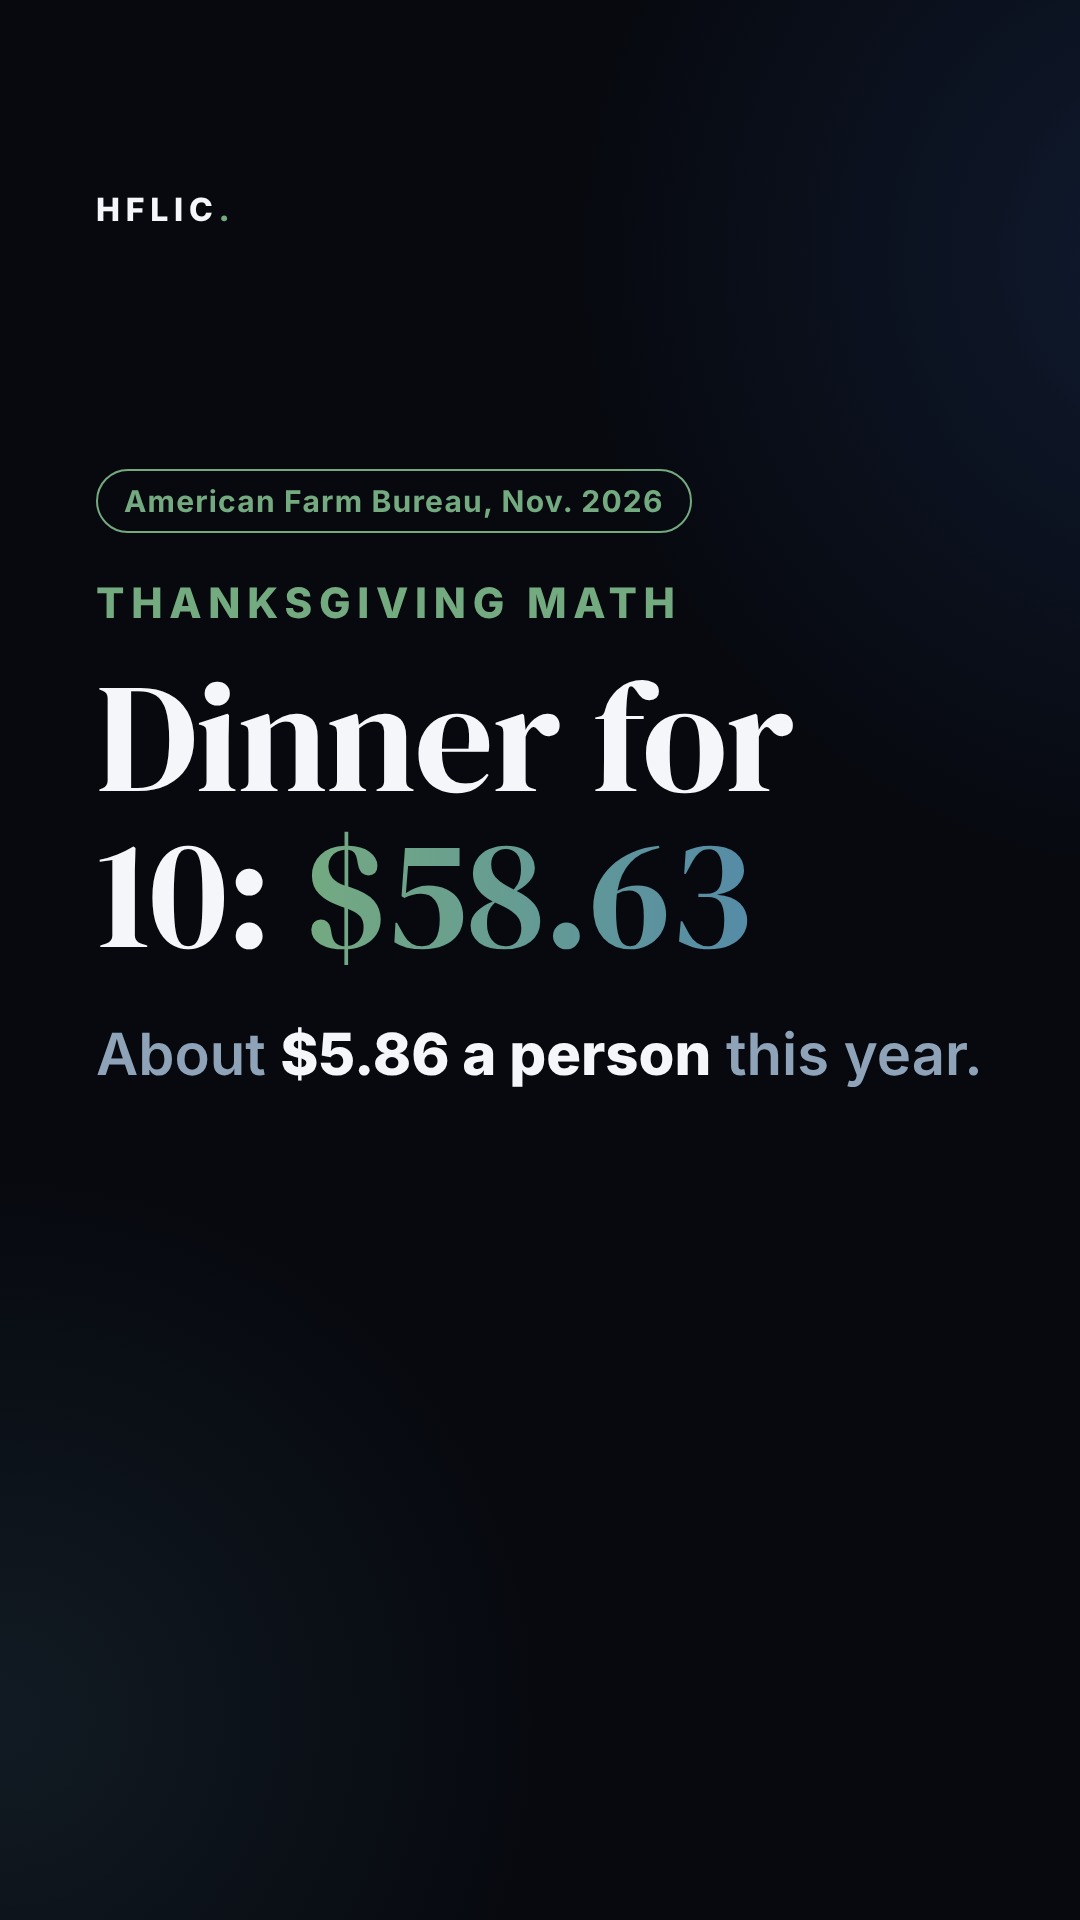 HFLIC.
American Farm Bureau, Nov. 2026
THANKSGIVING MATH
Dinner for
10: $58.63
About $5.86 a person this year.